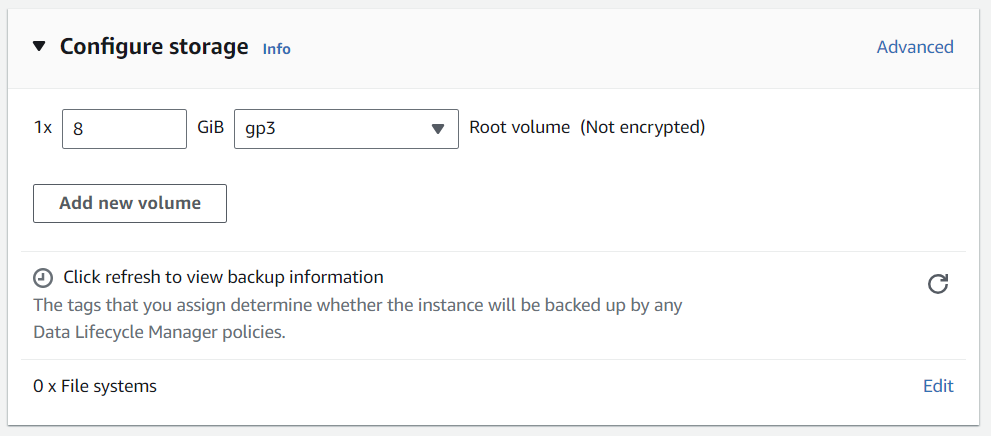 Configure storage Info Advanced
1x 8 GiB gp3 Root volume (Not encrypted)
Add new volume
Click refresh to view backup information
The tags that you assign determine whether the instance will be backed up by any
Data Lifecycle Manager policies.
0 x File systems Edit